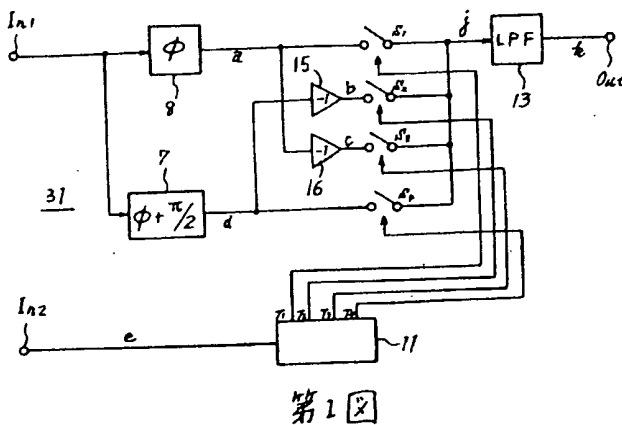 In1
φ
a
8
S1
j
LPF
13
k
Out
15
-1
b
S2
-1
c
S3
16
7
φ+π/2
d
S4
31
T1 T2 T3 T4
11
In2
e
第1図